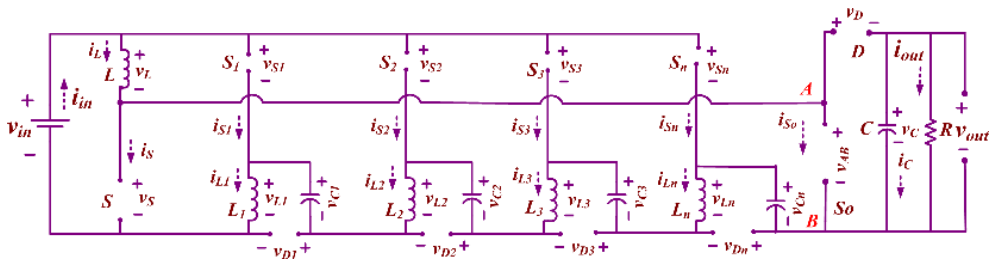 + v_D −
D
+ i_L L v_L −
S_1 + v_S1 −
S_2 + v_S2 −
S_3 + v_S3 −
S_n + v_Sn −
i_out
A
+ v_in −
i_in
i_S
i_S1
i_S2
i_S3
i_Sn
i_So
C + v_C −
R
+ v_out −
i_C
S + v_S −
i_L1 L_1 + v_L1 − + v_C1 −
i_L2 L_2 + v_L2 − + v_C2 −
i_L3 L_3 + v_L3 − + v_C3 −
i_Ln L_n + v_Ln − + v_Cn −
+ v_AB −
So
B
− v_D1 +
− v_D2 +
− v_D3 +
− v_Dn +